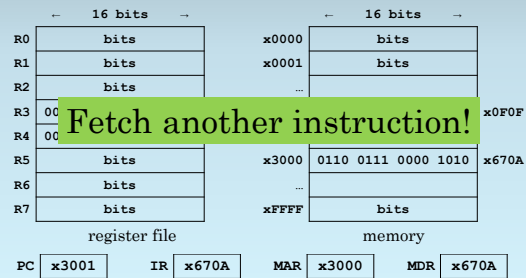 ← 16 bits → ← 16 bits →
R0 bits x0000 bits
R1 bits x0001 bits
R2 bits …
R3 00 x0F0F
Fetch another instruction!
R4 00
R5 bits x3000 0110 0111 0000 1010 x670A
R6 bits …
R7 bits xFFFF bits
register file memory
PC x3001 IR x670A MAR x3000 MDR x670A